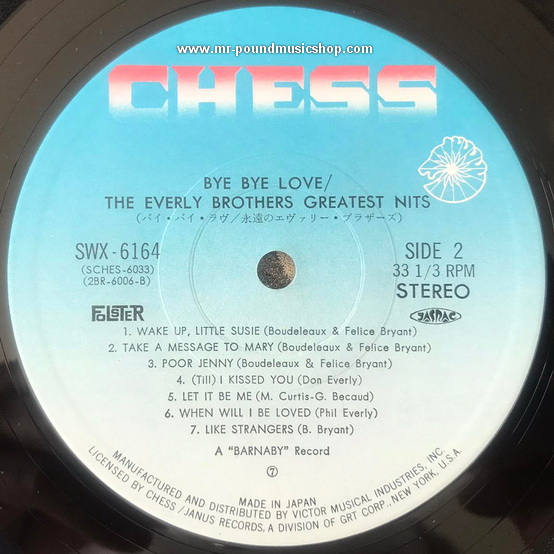 www.mr-poundmusicshop.com
CHESS
BYE BYE LOVE/
THE EVERLY BROTHERS GREATEST NITS
(バイ・バイ・ラヴ/永遠のエヴァリー・ブラザーズ)
SWX-6164
(SCHES-6033)
(2BR-6006-B)
SIDE 2
33 1/3 RPM
STEREO
FOLSTER
JASRAC
1. WAKE UP, LITTLE SUSIE (Boudeleaux & Felice Bryant)
2. TAKE A MESSAGE TO MARY (Boudeleaux & Felice Bryant)
3. POOR JENNY (Boudeleaux & Felice Bryant)
4. (Till) I KISSED YOU (Don Everly)
5. LET IT BE ME (M. Curtis-G. Becaud)
6. WHEN WILL I BE LOVED (Phil Everly)
7. LIKE STRANGERS (B. Bryant)
A "BARNABY" Record
⑦
MADE IN JAPAN
MANUFACTURED AND DISTRIBUTED BY VICTOR MUSICAL INDUSTRIES, INC.
LICENSED BY CHESS/JANUS RECORDS, A DIVISION OF GRT CORP., NEW YORK, U.S.A.